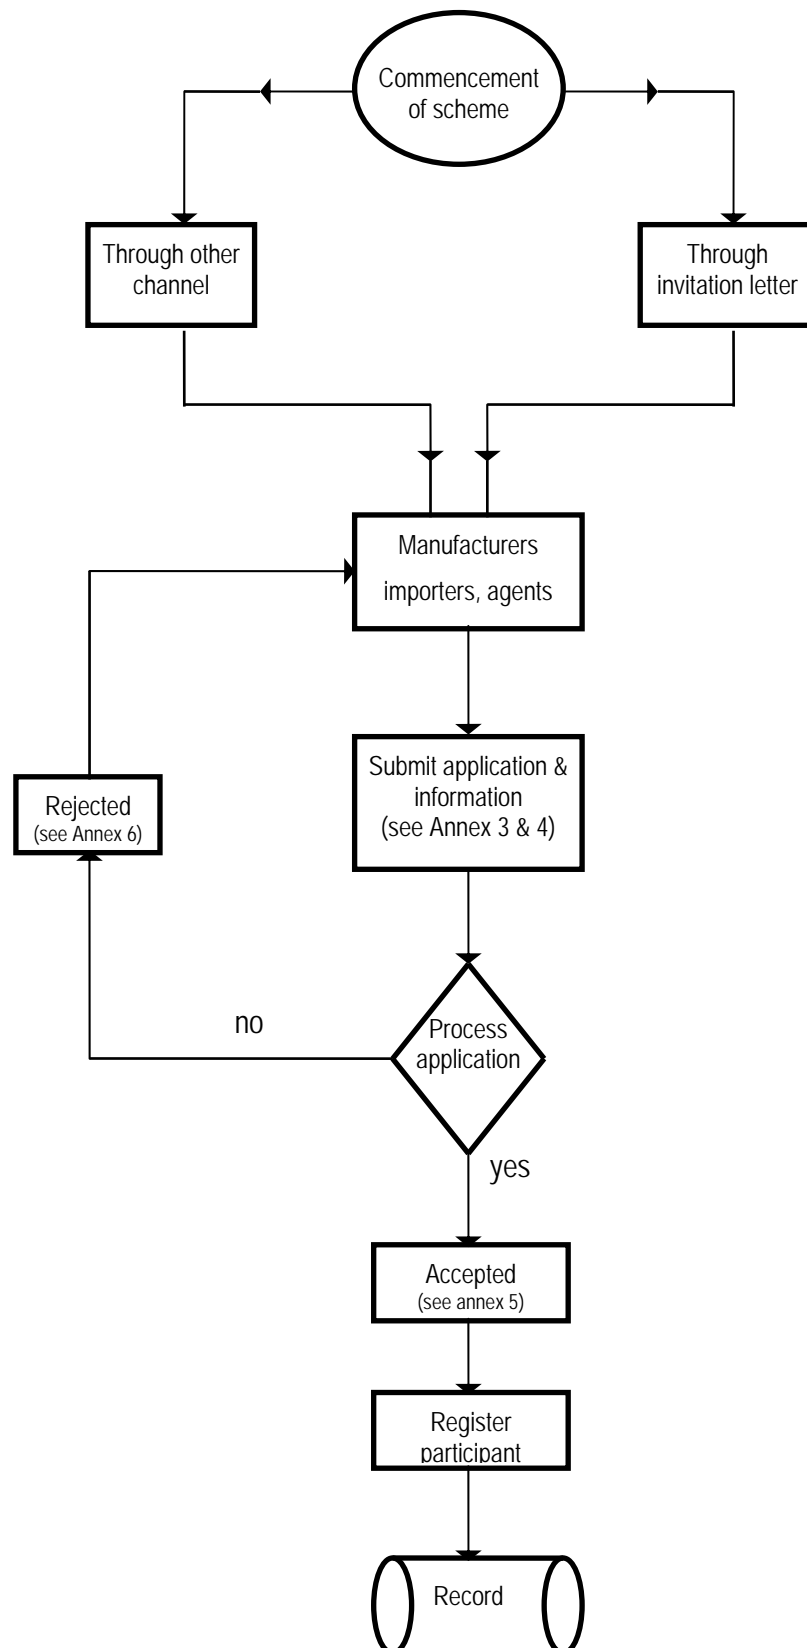 Commencement
of scheme
Through other
channel
Through
invitation letter
Manufacturers
importers, agents
Submit application &
information
(see Annex 3 & 4)
Rejected
(see Annex 6)
no
Process
application
yes
Accepted
(see annex 5)
Register
participant
Record